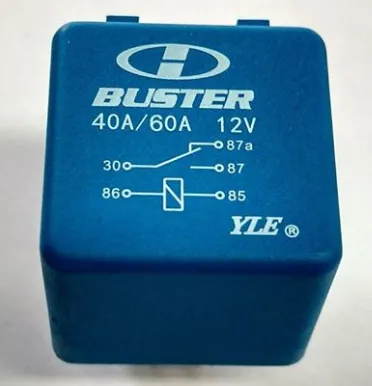 BUSTER
40A/60A 12V
87a
30 87
86 85
YLE ®